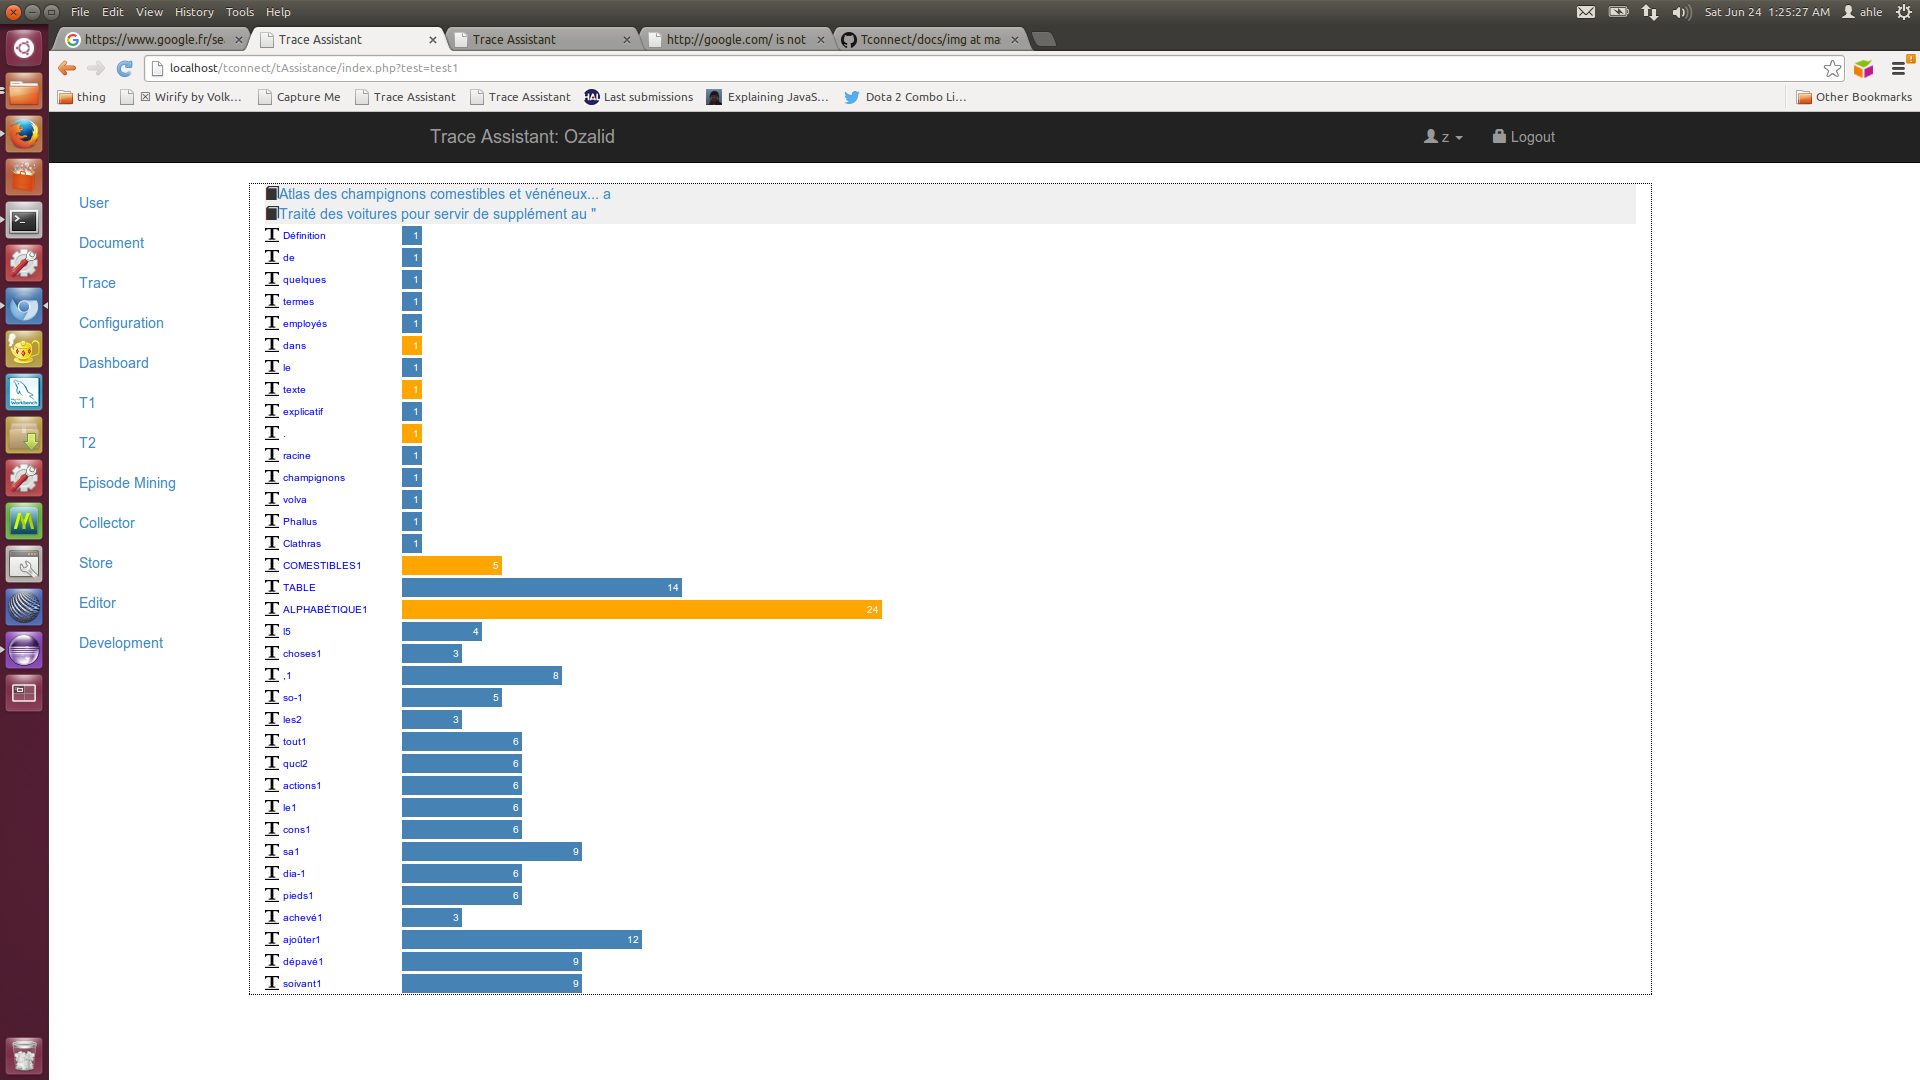 File Edit View History Tools Help Sat Jun 24 1:25:27 AM ahle
https://www.google.fr/se Trace Assistant Trace Assistant http://google.com/ is not Tconnect/docs/img at ma
localhost/tconnect/tAssistance/index.php?test=test1
thing Wirify by Volk... Capture Me Trace Assistant Trace Assistant HAL Last submissions Explaining JavaS... Dota 2 Combo Li... Other Bookmarks
Trace Assistant: Ozalid z Logout
User
Document
Trace
Configuration
Dashboard
T1
T2
Episode Mining
Collector
Store
Editor
Development
Atlas des champignons comestibles et vénéneux... a
Traité des voitures pour servir de supplément au "
T Définition 1
T de 1
T quelques 1
T termes 1
T employés 1
T dans 1
T le 1
T texte 1
T explicatif 1
T . 1
T racine 1
T champignons 1
T volva 1
T Phallus 1
T Clathras 1
T COMESTIBLES1 5
T TABLE 14
T ALPHABÉTIQUE1 24
T l5 4
T choses1 3
T ,1 8
T so-1 5
T les2 3
T tout1 6
T qucl2 6
T actions1 6
T le1 6
T cons1 6
T sa1 9
T dia-1 6
T pieds1 6
T achevé1 3
T ajoûter1 12
T dépavé1 9
T soivant1 9